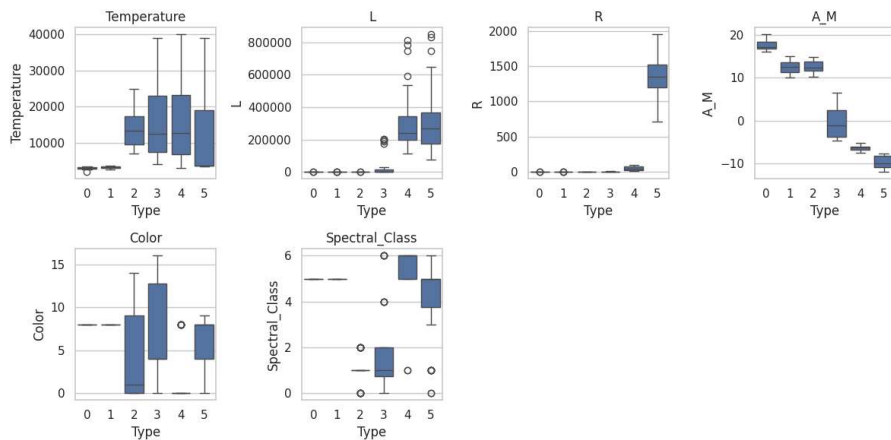 Temperature
L
R
A_M
Temperature
40000
30000
20000
10000
0 1 2 3 4 5
Type
L
800000
600000
400000
200000
0
0 1 2 3 4 5
Type
R
2000
1500
1000
500
0
0 1 2 3 4 5
Type
A_M
20
10
0
−10
0 1 2 3 4 5
Type
Color
Spectral_Class
Color
15
10
5
0
0 1 2 3 4 5
Type
Spectral_Class
6
4
2
0
0 1 2 3 4 5
Type